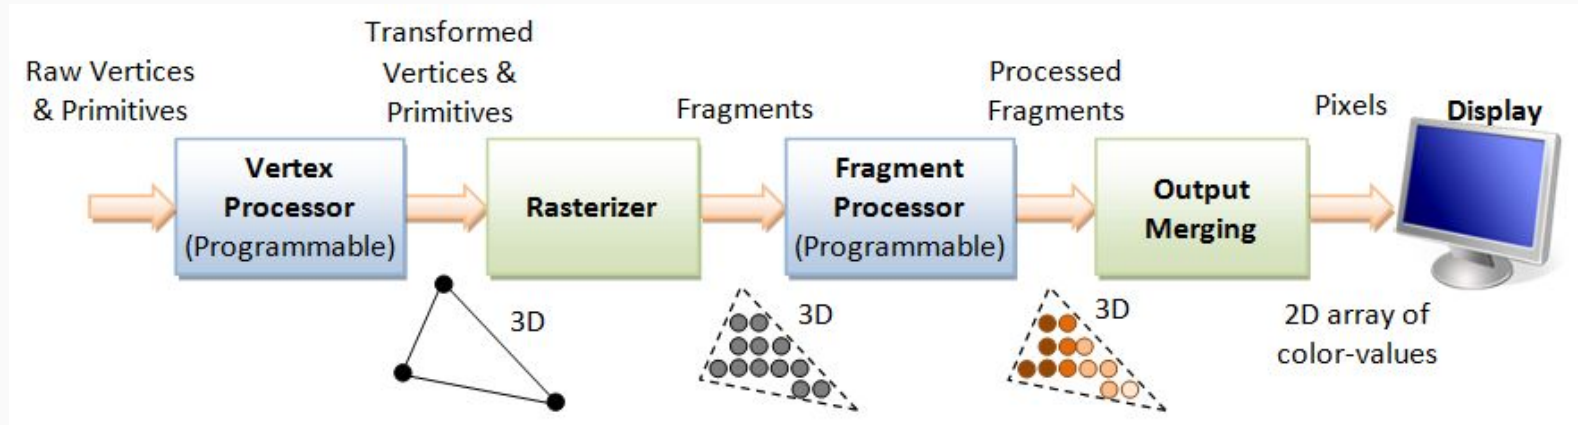 Raw Vertices
& Primitives
Transformed
Vertices &
Primitives
Fragments
Processed
Fragments
Pixels
Display
Vertex
Processor
(Programmable)
Rasterizer
Fragment
Processor
(Programmable)
Output
Merging
3D
3D
3D
2D array of
color-values